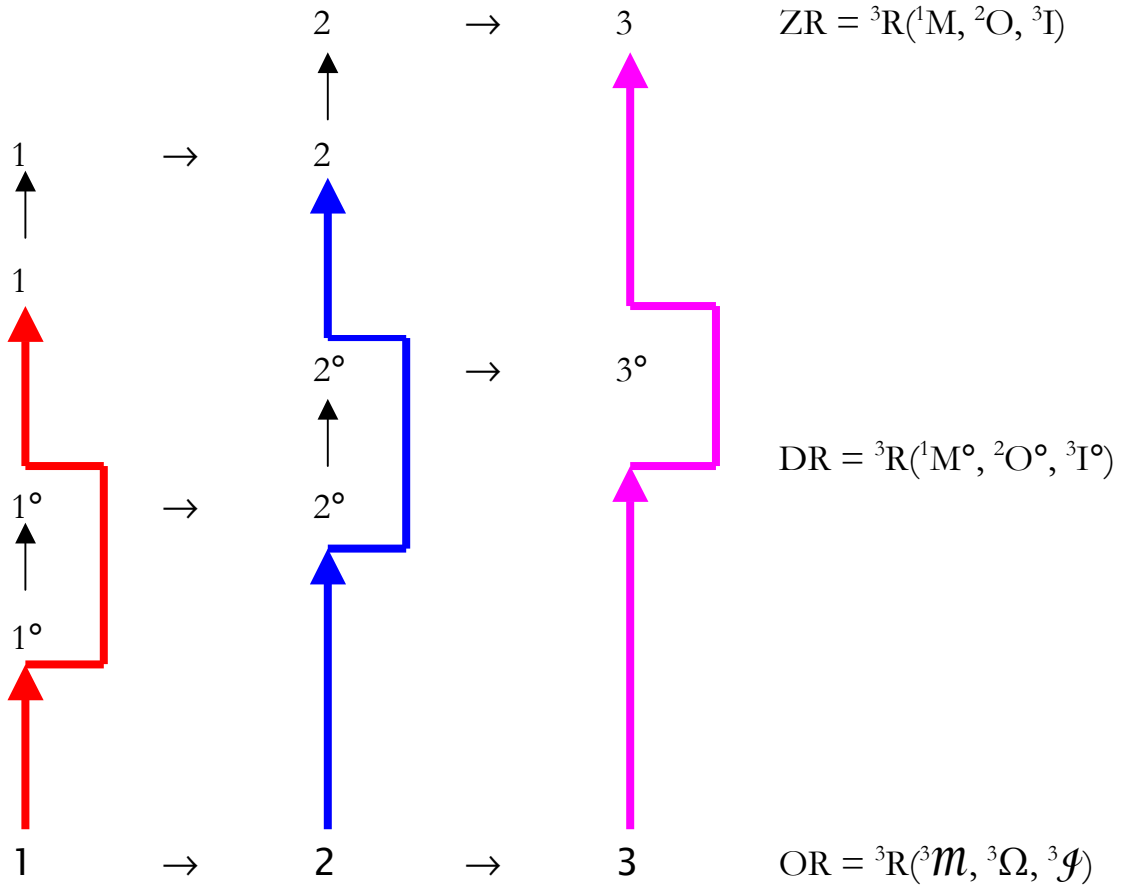 2 → 3 ZR = ³R(¹M, ²O, ³I)
1 → 2
1
2° → 3°
DR = ³R(¹M°, ²O°, ³I°)
1° → 2°
1°
1 → 2 → 3 OR = ³R(³𝓂, ³Ω, ³𝒥)